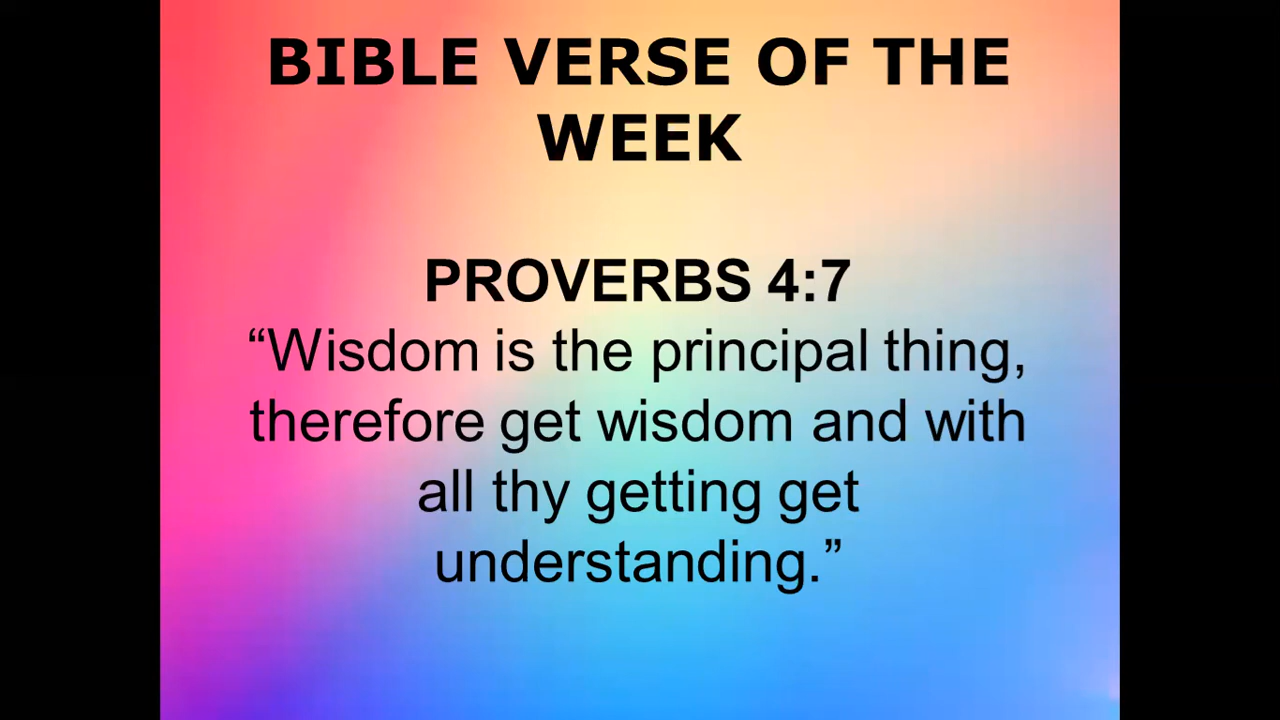 BIBLE VERSE OF THE
WEEK
PROVERBS 4:7
“Wisdom is the principal thing,
therefore get wisdom and with
all thy getting get
understanding.”